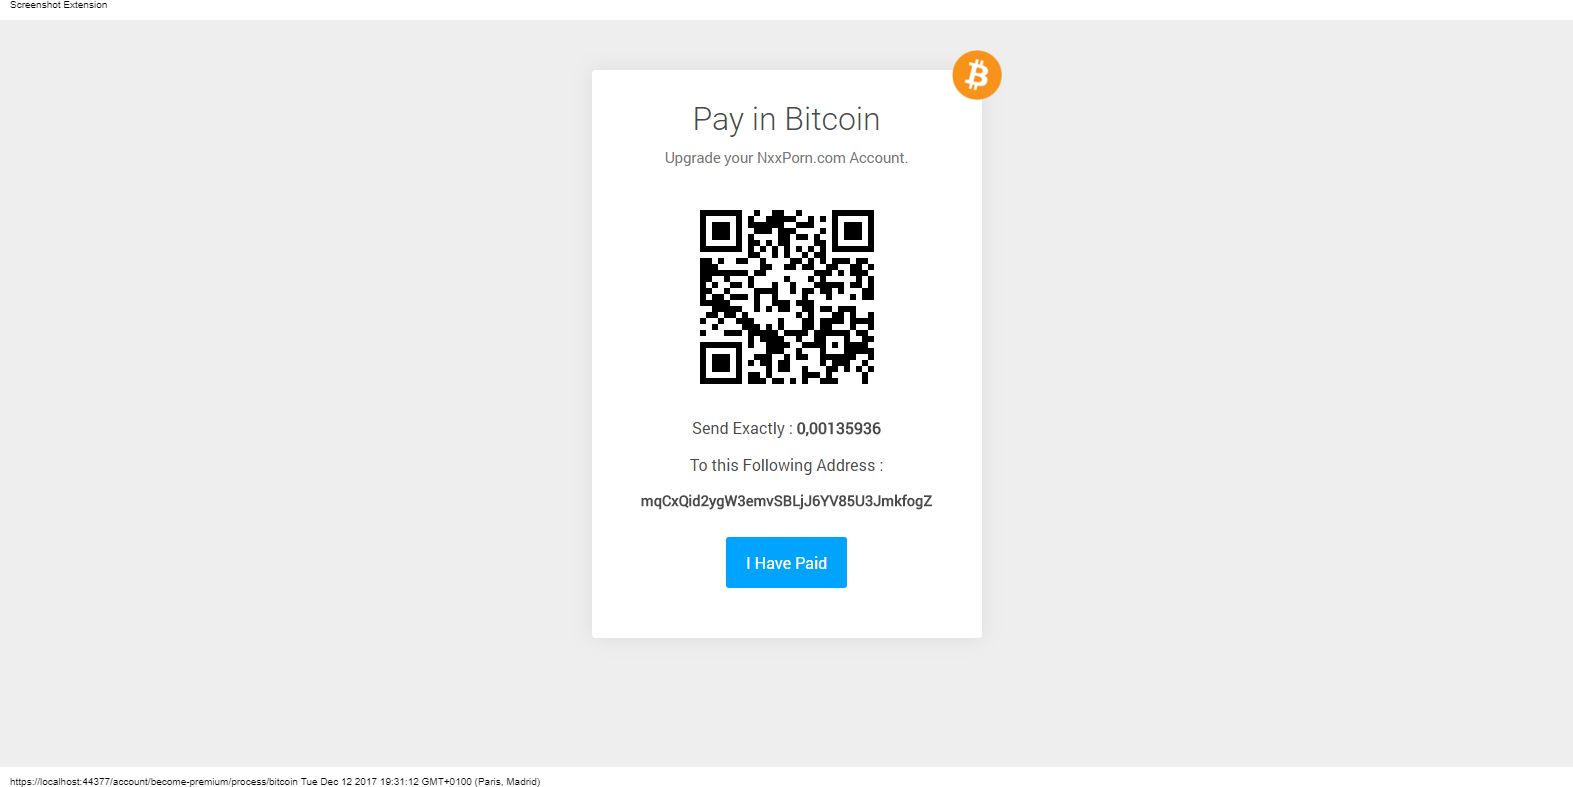 Screenshot Extension
Pay in Bitcoin
Upgrade your NxxPorn.com Account.
Send Exactly : 0,00135936
To this Following Address :
mqCxQid2ygW3emvSBLjJ6YV85U3JmkfogZ
I Have Paid
https://localhost:44377/account/become-premium/process/bitcoin Tue Dec 12 2017 19:31:12 GMT+0100 (Paris, Madrid)